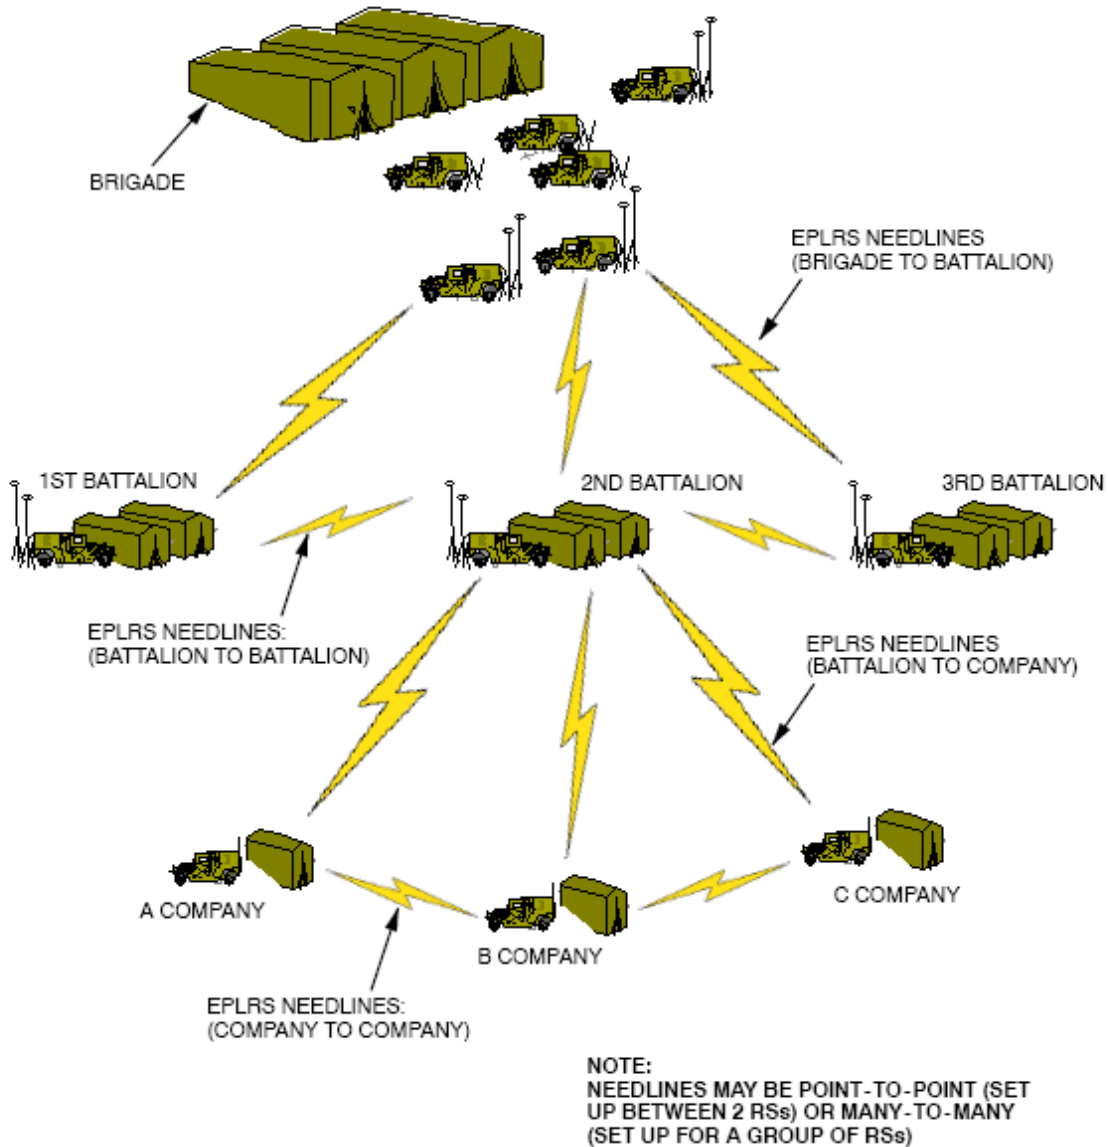 BRIGADE
EPLRS NEEDLINES
(BRIGADE TO BATTALION)
1ST BATTALION
2ND BATTALION
3RD BATTALION
EPLRS NEEDLINES:
(BATTALION TO BATTALION)
EPLRS NEEDLINES
(BATTALION TO COMPANY)
A COMPANY
B COMPANY
C COMPANY
EPLRS NEEDLINES:
(COMPANY TO COMPANY)
NOTE:
NEEDLINES MAY BE POINT-TO-POINT (SET
UP BETWEEN 2 RSs) OR MANY-TO-MANY
(SET UP FOR A GROUP OF RSs)